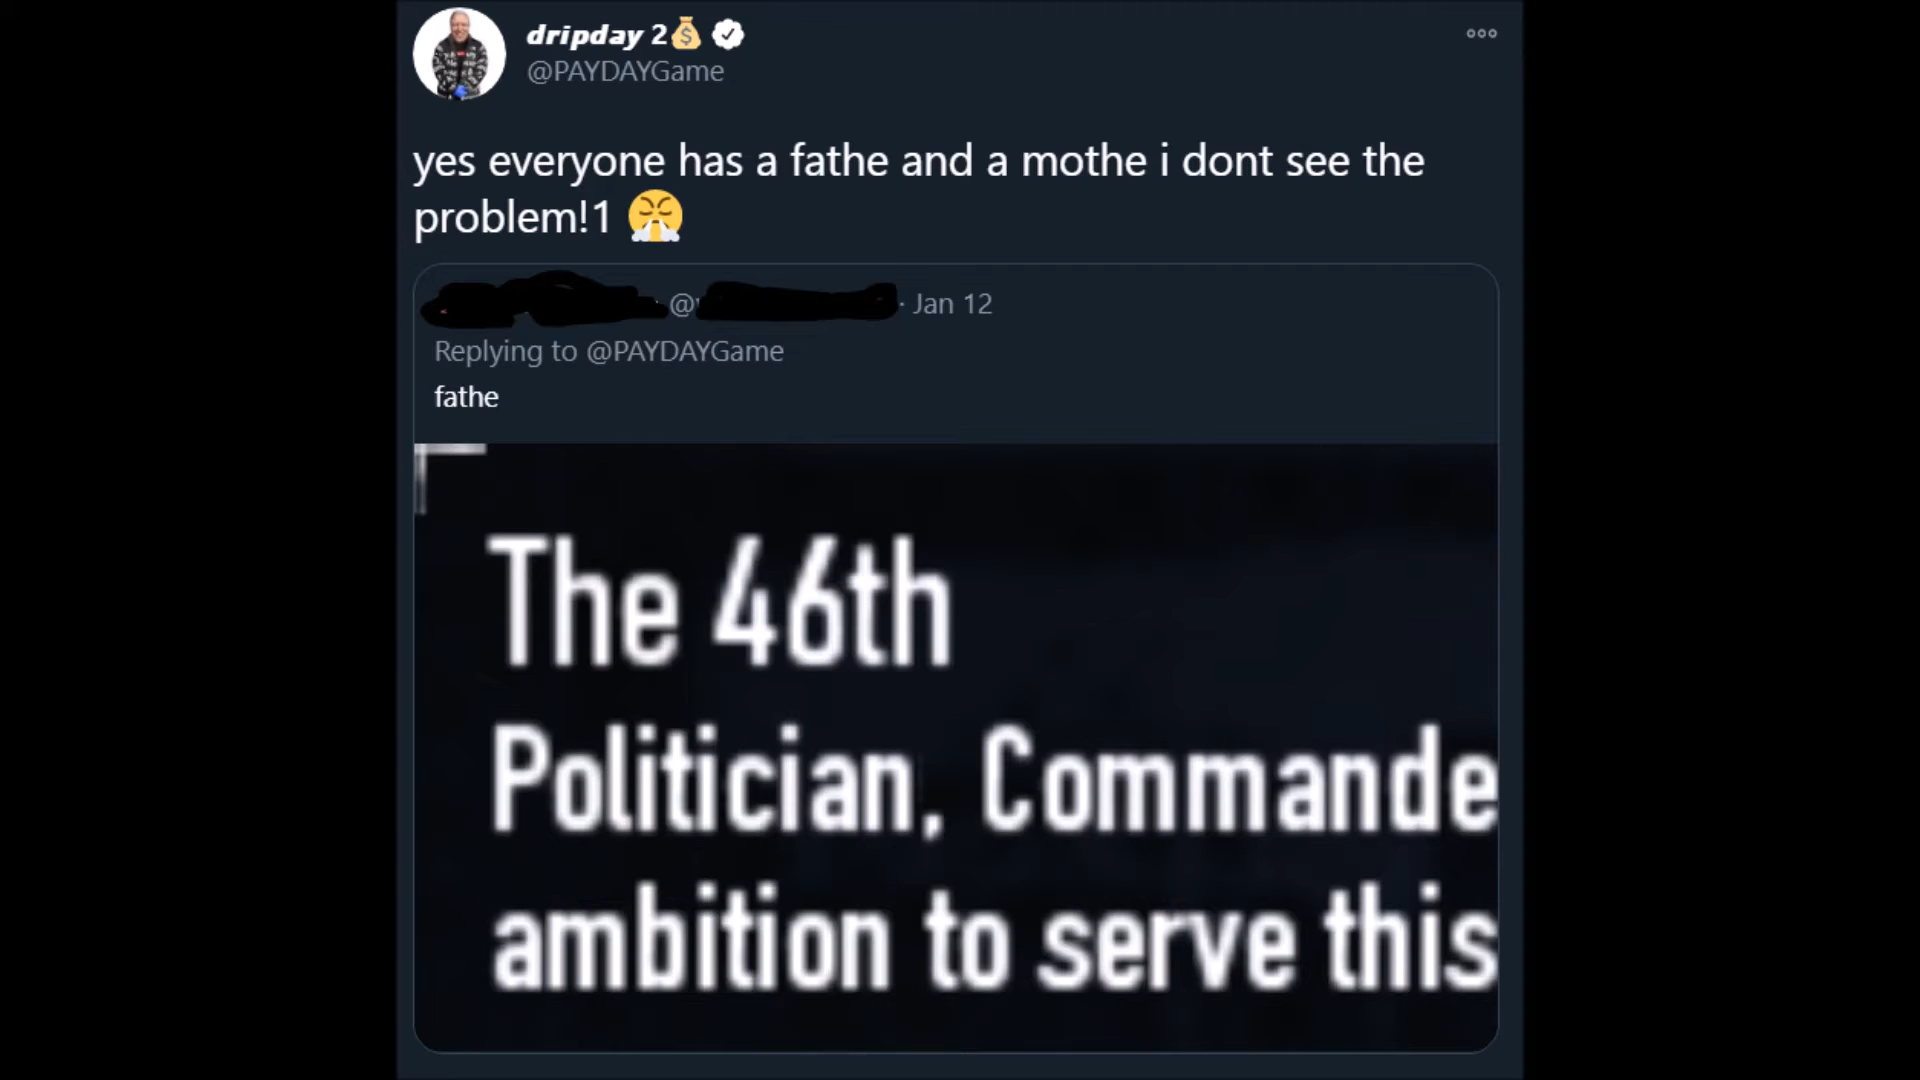 dripday 2💰
@PAYDAYGame
yes everyone has a fathe and a mothe i dont see the
problem!1 😤
@ · Jan 12
Replying to @PAYDAYGame
fathe
The 46th
Politician, Commande
ambition to serve this